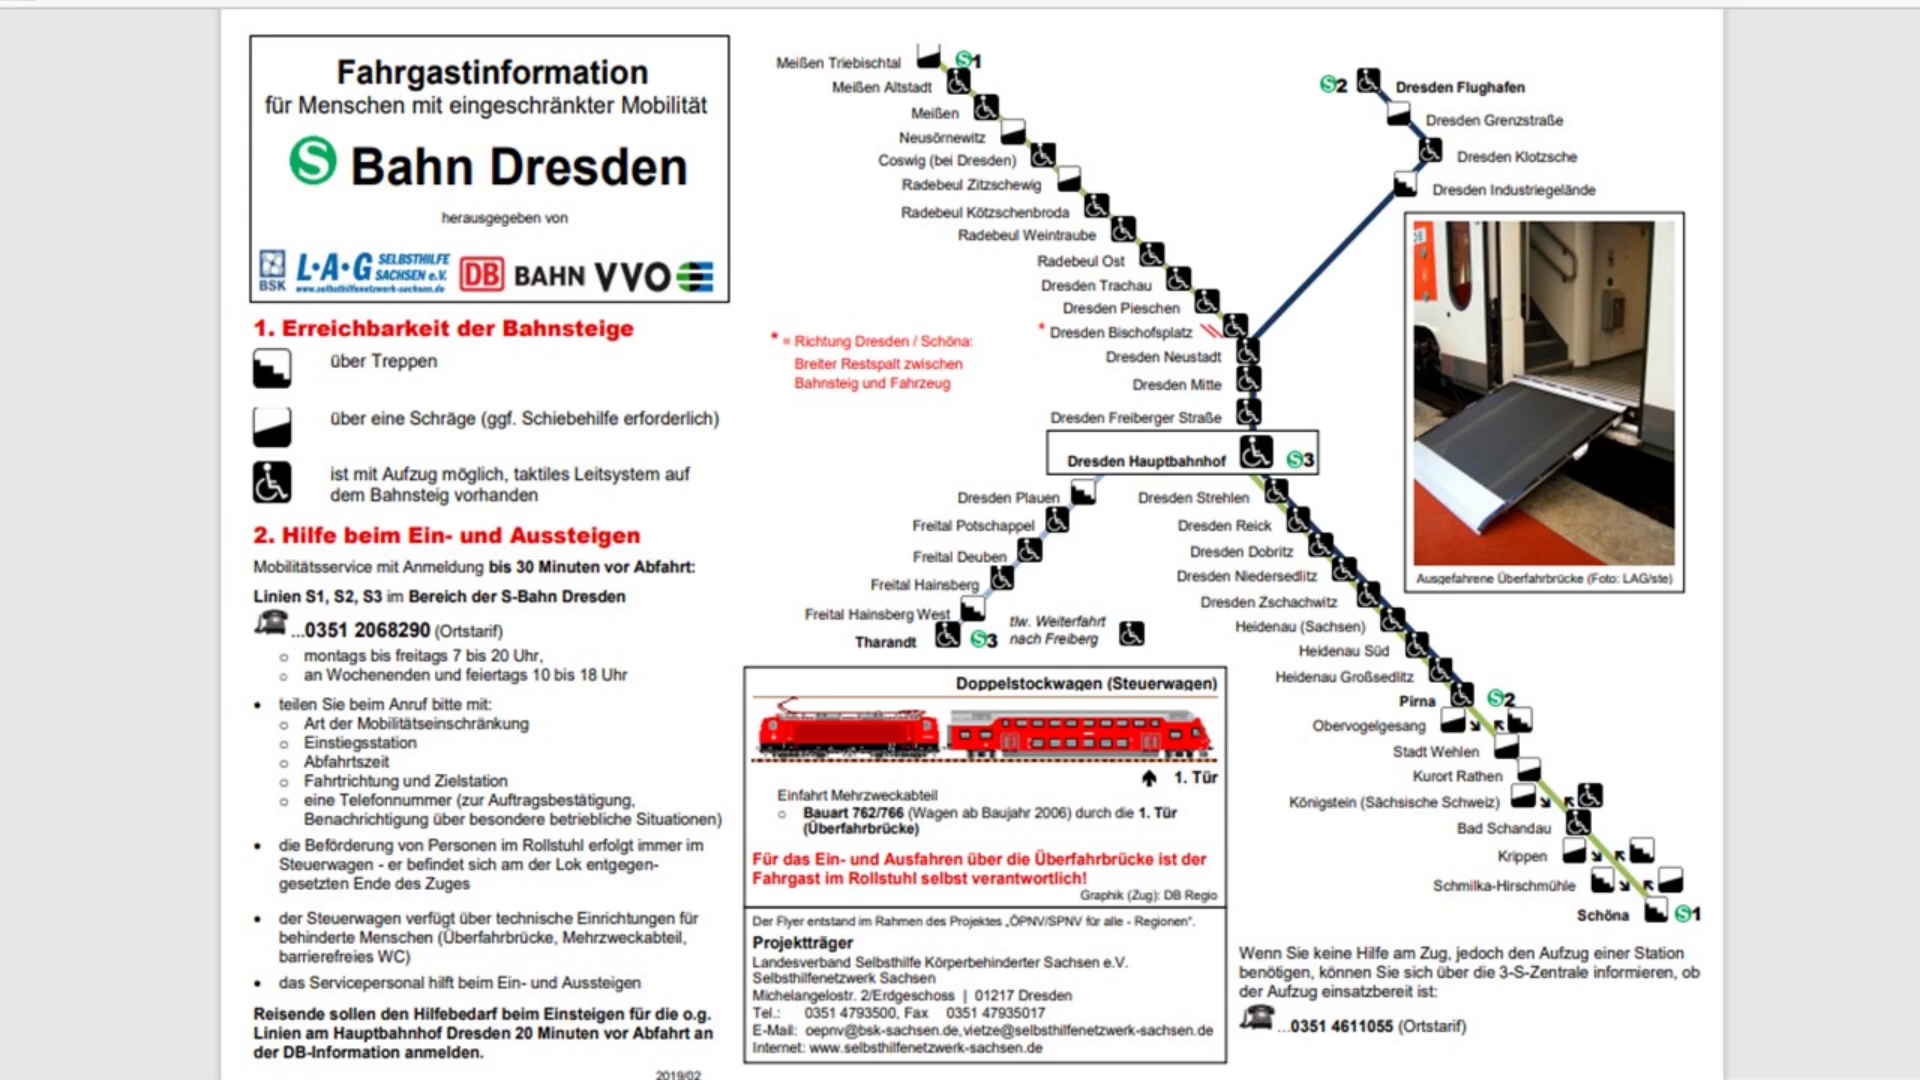 Fahrgastinformation
für Menschen mit eingeschränkter Mobilität
S Bahn Dresden
herausgegeben von
BSK L·A·G SELBSTHILFE SACHSEN e.V. www.selbsthilfenetzwerk-sachsen.de DB BAHN VVO
1. Erreichbarkeit der Bahnsteige
über Treppen
über eine Schräge (ggf. Schiebehilfe erforderlich)
ist mit Aufzug möglich, taktiles Leitsystem auf
dem Bahnsteig vorhanden
2. Hilfe beim Ein- und Aussteigen
Mobilitätsservice mit Anmeldung bis 30 Minuten vor Abfahrt:
Linien S1, S2, S3 im Bereich der S-Bahn Dresden
...0351 2068290 (Ortstarif)
o montags bis freitags 7 bis 20 Uhr,
o an Wochenenden und feiertags 10 bis 18 Uhr
• teilen Sie beim Anruf bitte mit:
o Art der Mobilitätseinschränkung
o Einstiegsstation
o Abfahrtszeit
o Fahrtrichtung und Zielstation
o eine Telefonnummer (zur Auftragsbestätigung,
Benachrichtigung über besondere betriebliche Situationen)
• die Beförderung von Personen im Rollstuhl erfolgt immer im
Steuerwagen - er befindet sich am der Lok entgegen-
gesetzten Ende des Zuges
• der Steuerwagen verfügt über technische Einrichtungen für
behinderte Menschen (Überfahrbrücke, Mehrzweckabteil,
barrierefreies WC)
• das Servicepersonal hilft beim Ein- und Aussteigen
Reisende sollen den Hilfebedarf beim Einsteigen für die o.g.
Linien am Hauptbahnhof Dresden 20 Minuten vor Abfahrt an
der DB-Information anmelden.
2019/02
Meißen Triebischtal S1
Meißen Altstadt
Meißen
Neusörnewitz
Coswig (bei Dresden)
Radebeul Zitzschewig
Radebeul Kötzschenbroda
Radebeul Weintraube
Radebeul Ost
Dresden Trachau
Dresden Pieschen
* Dresden Bischofsplatz
Dresden Neustadt
Dresden Mitte
Dresden Freiberger Straße
* = Richtung Dresden / Schöna:
Breiter Restspalt zwischen
Bahnsteig und Fahrzeug
S2 Dresden Flughafen
Dresden Grenzstraße
Dresden Klotzsche
Dresden Industriegelände
Ausgefahrene Überfahrbrücke (Foto: LAG/ste)
Dresden Hauptbahnhof S3
Dresden Plauen
Freital Potschappel
Freital Deuben
Freital Hainsberg
Freital Hainsberg West
Tharandt S3
tlw. Weiterfahrt
nach Freiberg
Dresden Strehlen
Dresden Reick
Dresden Dobritz
Dresden Niedersedlitz
Dresden Zschachwitz
Heidenau (Sachsen)
Heidenau Süd
Heidenau Großsedlitz
Pirna S2
Obervogelgesang
Stadt Wehlen
Kurort Rathen
Königstein (Sächsische Schweiz)
Bad Schandau
Krippen
Schmilka-Hirschmühle
Schöna S1
Doppelstockwagen (Steuerwagen)
1. Tür
Einfahrt Mehrzweckabteil
o Bauart 762/766 (Wagen ab Baujahr 2006) durch die 1. Tür
(Überfahrbrücke)
Für das Ein- und Ausfahren über die Überfahrbrücke ist der
Fahrgast im Rollstuhl selbst verantwortlich!
Graphik (Zug): DB Regio
Der Flyer entstand im Rahmen des Projektes „ÖPNV/SPNV für alle - Regionen".
Projektträger
Landesverband Selbsthilfe Körperbehinderter Sachsen e.V.
Selbsthilfenetzwerk Sachsen
Michelangelostr. 2/Erdgeschoss | 01217 Dresden
Tel.: 0351 4793500, Fax 0351 47935017
E-Mail: oepnv@bsk-sachsen.de,vietze@selbsthilfenetzwerk-sachsen.de
Internet: www.selbsthilfenetzwerk-sachsen.de
Wenn Sie keine Hilfe am Zug, jedoch den Aufzug einer Station
benötigen, können Sie sich über die 3-S-Zentrale informieren, ob
der Aufzug einsatzbereit ist:
...0351 4611055 (Ortstarif)